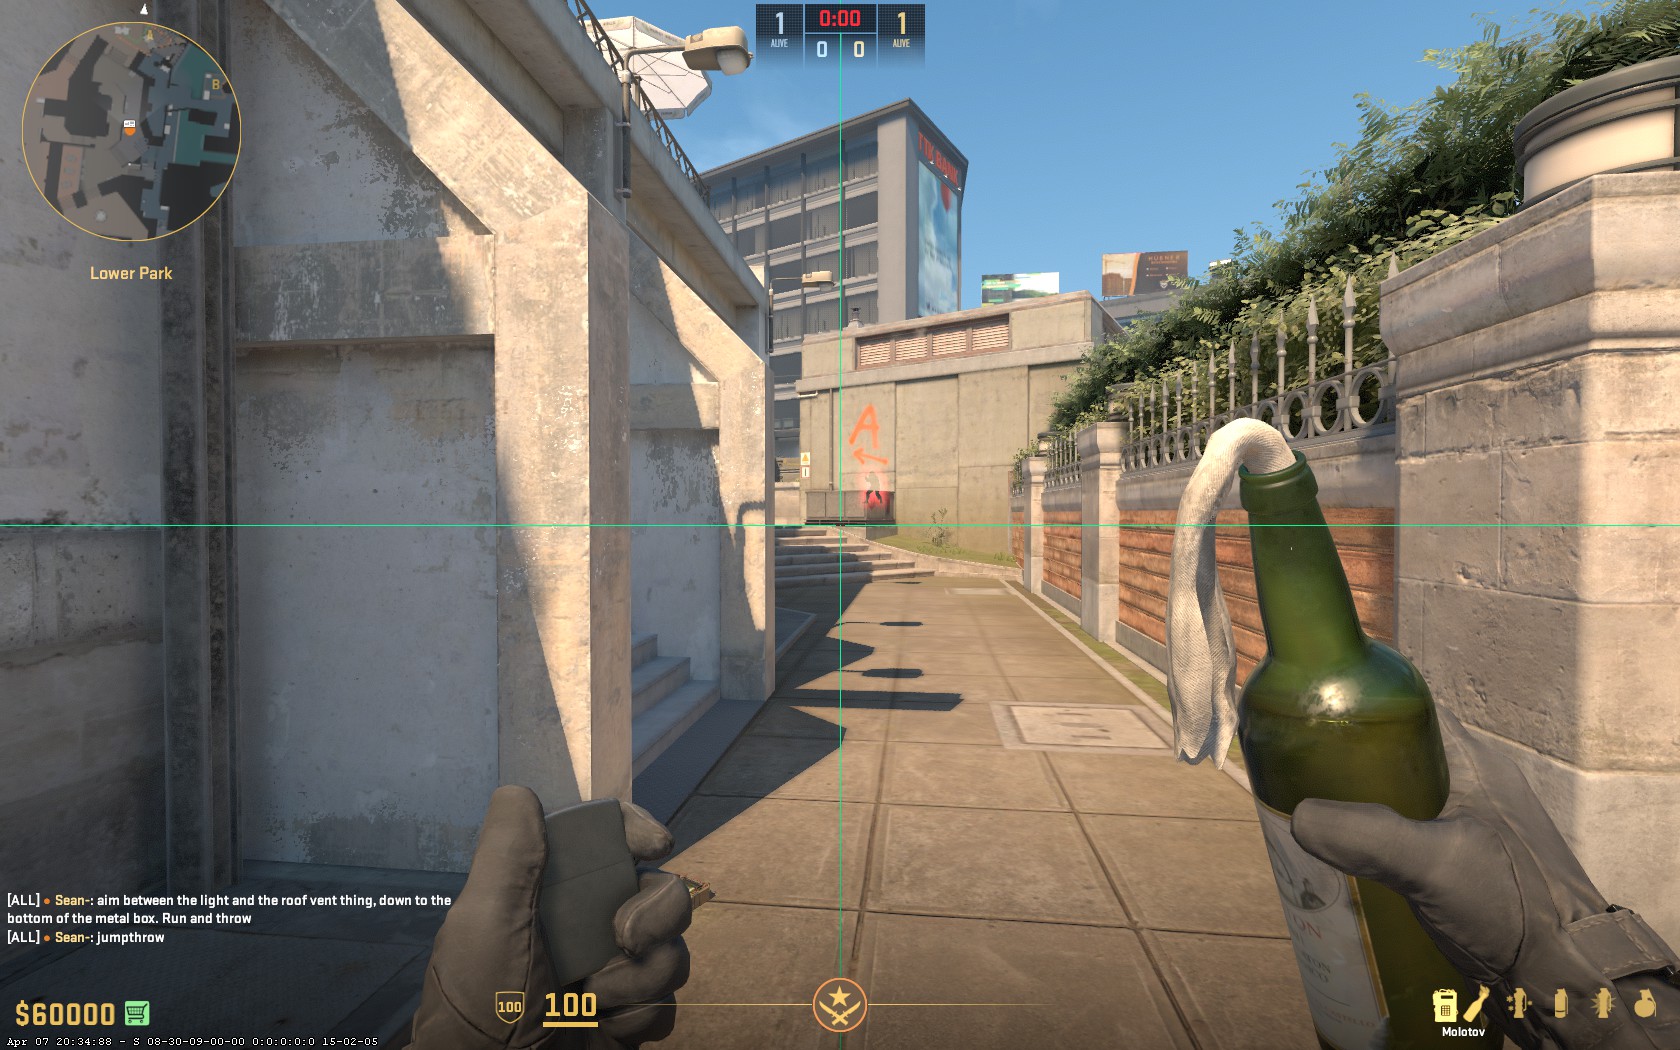 1
0:00
1
ALIVE
0
0
ALIVE
A
B
TTK BANK
Lower Park
A
[ALL] ● Sean-: aim between the light and the roof vent thing, down to the
bottom of the metal box. Run and throw
[ALL] ● Sean-: jumpthrow
$60000
100
100
Molotov
Apr 07 20:34:88 - S 08-30-09-00-00 0:0:0:0:0 15-02-05